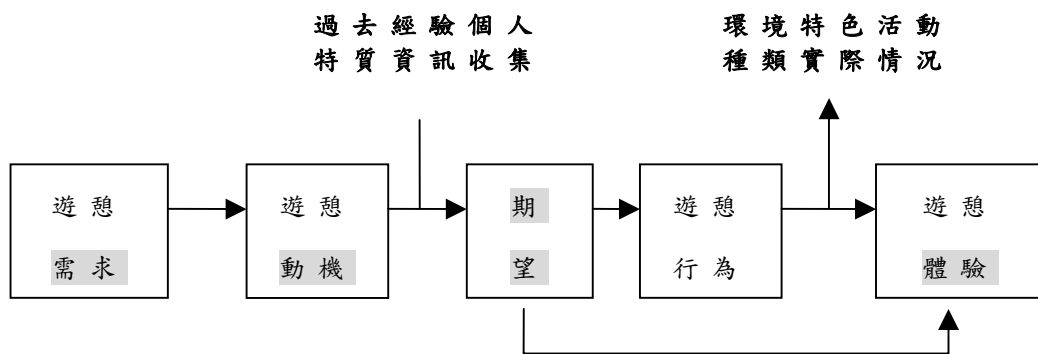 過去經驗個人
特質資訊收集
環境特色活動
種類實際情況
遊憩
需求
遊憩
動機
期
望
遊憩
行為
遊憩
體驗